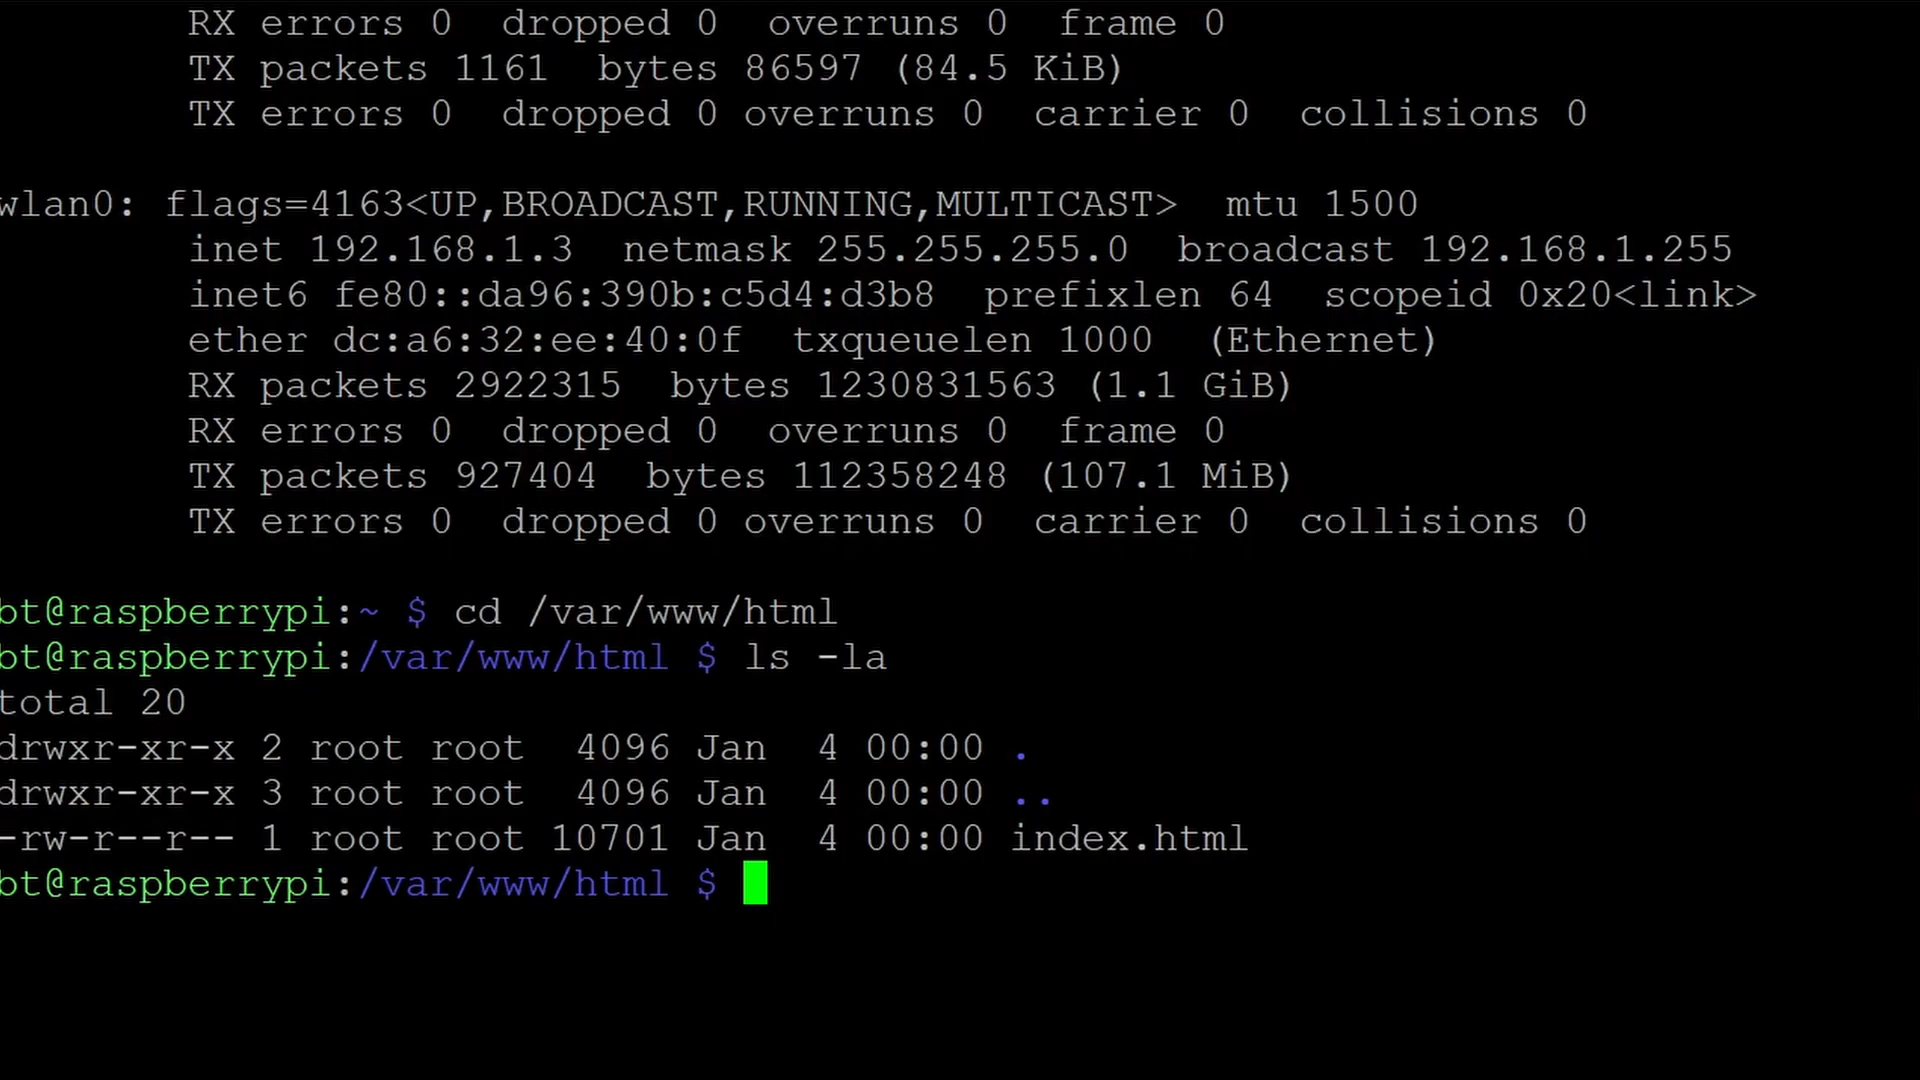 RX errors 0  dropped 0  overruns 0  frame 0
TX packets 1161  bytes 86597 (84.5 KiB)
TX errors 0  dropped 0 overruns 0  carrier 0  collisions 0
wlan0: flags=4163<UP,BROADCAST,RUNNING,MULTICAST>  mtu 1500
inet 192.168.1.3  netmask 255.255.255.0  broadcast 192.168.1.255
inet6 fe80::da96:390b:c5d4:d3b8  prefixlen 64  scopeid 0x20<link>
ether dc:a6:32:ee:40:0f  txqueuelen 1000  (Ethernet)
RX packets 2922315  bytes 1230831563 (1.1 GiB)
RX errors 0  dropped 0  overruns 0  frame 0
TX packets 927404  bytes 112358248 (107.1 MiB)
TX errors 0  dropped 0 overruns 0  carrier 0  collisions 0
bt@raspberrypi:~ $ cd /var/www/html
bt@raspberrypi:/var/www/html $ ls -la
total 20
drwxr-xr-x 2 root root  4096 Jan  4 00:00 .
drwxr-xr-x 3 root root  4096 Jan  4 00:00 ..
-rw-r--r-- 1 root root 10701 Jan  4 00:00 index.html
bt@raspberrypi:/var/www/html $